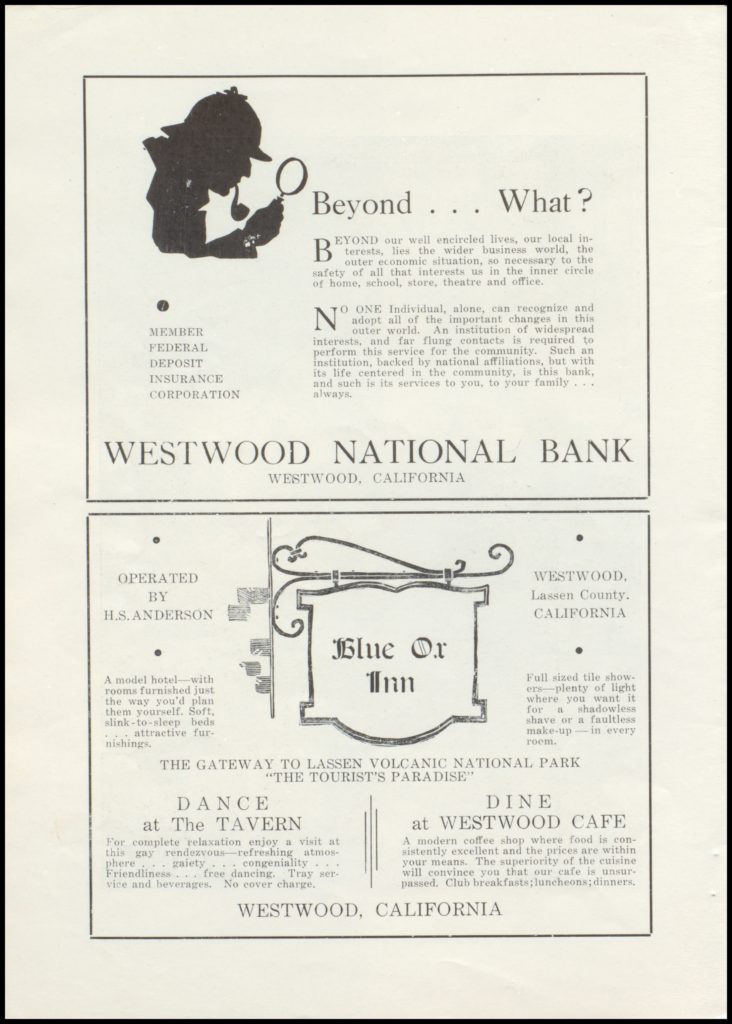 Beyond . . . What?
BEYOND our well encircled lives, our local in-
terests, lies the wider business world, the
outer economic situation, so necessary to the
safety of all that interests us in the inner circle
of home, school, store, theatre and office.
NO ONE Individual, alone, can recognize and
adopt all of the important changes in this
outer world. An institution of widespread
interests, and far flung contacts is required to
perform this service for the community. Such an
institution, backed by national affiliations, but with
its life centered in the community, is this bank,
and such is its services to you, to your family . . .
always.
MEMBER
FEDERAL
DEPOSIT
INSURANCE
CORPORATION
WESTWOOD NATIONAL BANK
WESTWOOD, CALIFORNIA
OPERATED
BY
H.S. ANDERSON
A model hotel—with
rooms furnished just
the way you'd plan
them yourself. Soft,
slink-to-sleep beds
. . . attractive fur-
nishings.
Blue Ox
Inn
WESTWOOD,
Lassen County,
CALIFORNIA
Full sized tile show-
ers—plenty of light
where you want it
for a shadowless
shave or a faultless
make-up—in every
room.
THE GATEWAY TO LASSEN VOLCANIC NATIONAL PARK
"THE TOURIST'S PARADISE"
DANCE
at The TAVERN
For complete relaxation enjoy a visit at
this gay rendezvous—refreshing atmos-
phere . . . gaiety . . . congeniality . . .
Friendliness . . . free dancing. Tray ser-
vice and beverages. No cover charge.
DINE
at WESTWOOD CAFE
A modern coffee shop where food is con-
sistently excellent and the prices are within
your means. The superiority of the cuisine
will convince you that our cafe is unsur-
passed. Club breakfasts; luncheons; dinners.
WESTWOOD, CALIFORNIA